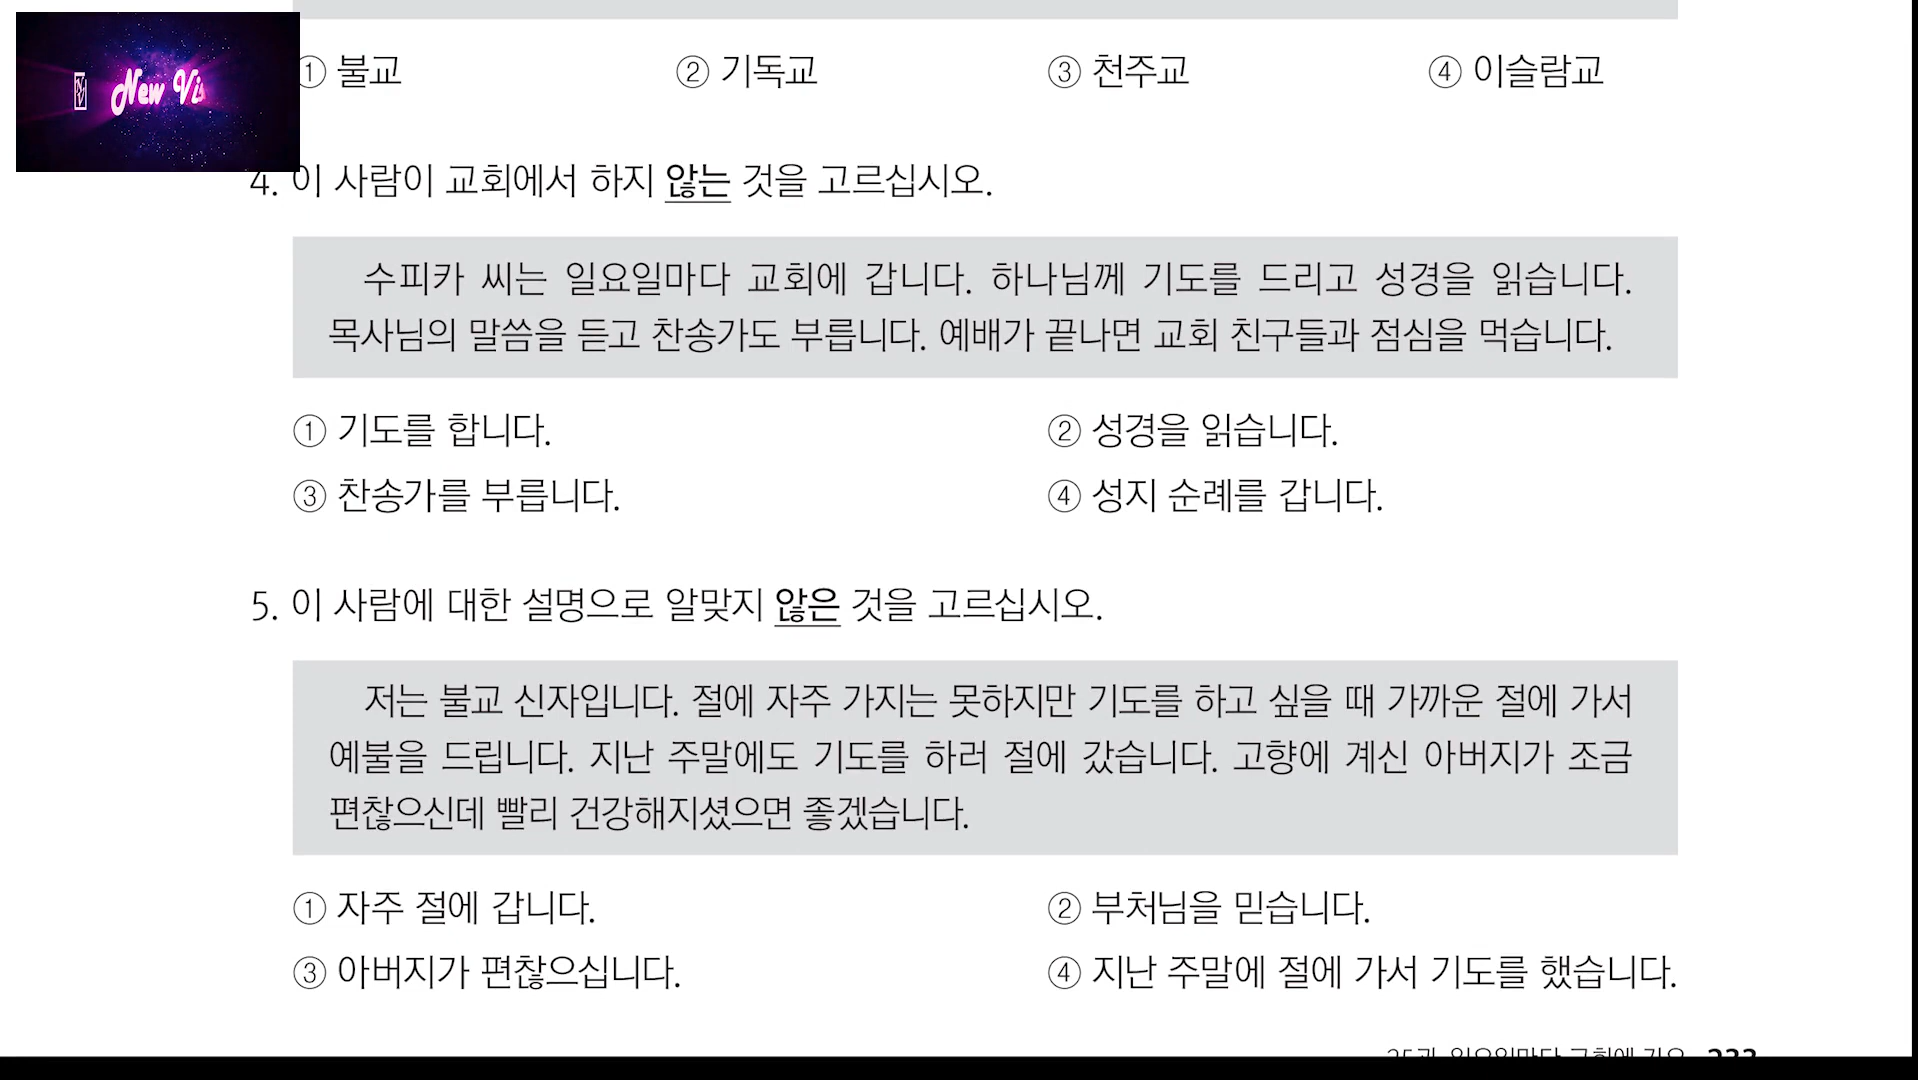 New Vis
① 불교 ② 기독교 ③ 천주교 ④ 이슬람교
4. 이 사람이 교회에서 하지 않는 것을 고르십시오.
수피카 씨는 일요일마다 교회에 갑니다. 하나님께 기도를 드리고 성경을 읽습니다.
목사님의 말씀을 듣고 찬송가도 부릅니다. 예배가 끝나면 교회 친구들과 점심을 먹습니다.
① 기도를 합니다. ② 성경을 읽습니다.
③ 찬송가를 부릅니다. ④ 성지 순례를 갑니다.
5. 이 사람에 대한 설명으로 알맞지 않은 것을 고르십시오.
저는 불교 신자입니다. 절에 자주 가지는 못하지만 기도를 하고 싶을 때 가까운 절에 가서
예불을 드립니다. 지난 주말에도 기도를 하러 절에 갔습니다. 고향에 계신 아버지가 조금
편찮으신데 빨리 건강해지셨으면 좋겠습니다.
① 자주 절에 갑니다. ② 부처님을 믿습니다.
③ 아버지가 편찮으십니다. ④ 지난 주말에 절에 가서 기도를 했습니다.